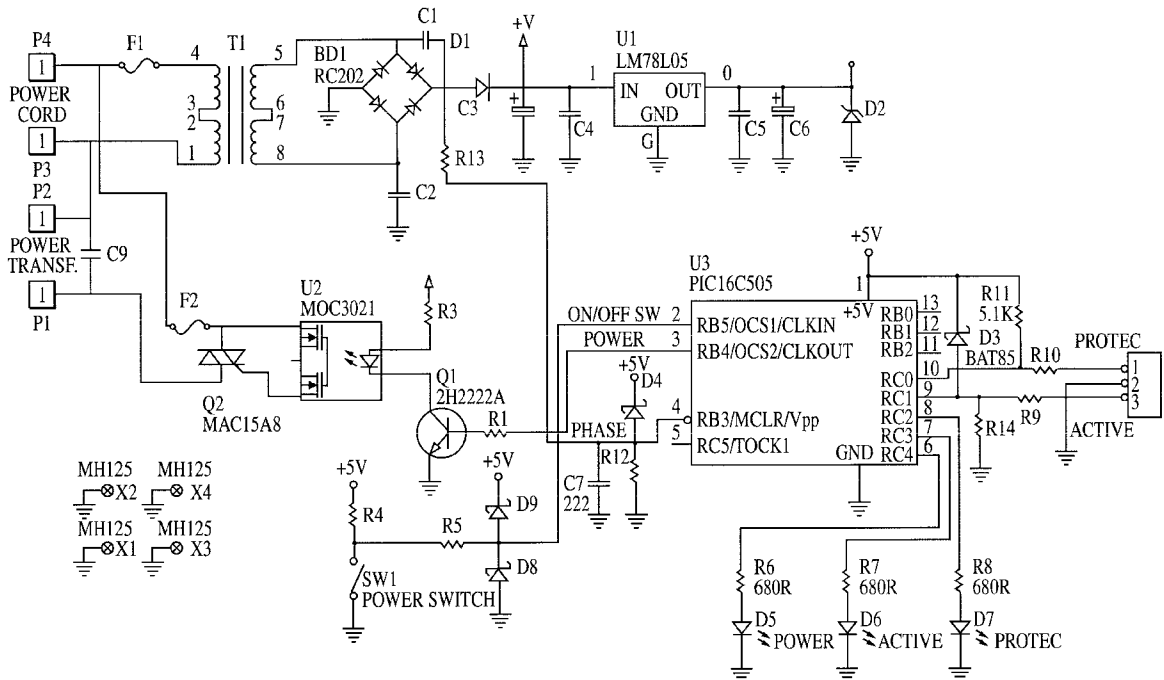 P4
1
POWER
CORD
1
P3
P2
1
POWER
TRANSF.
1
P1
C9
F1
4
T1
5
3
2
6
7
1
8
BD1
RC202
C1
D1
R13
C2
C3
+V
+
C4
1
U1
LM78L05
IN OUT
GND
G
0
C5
+
C6
D2
F2
U2
MOC3021
R3
Q2
MAC15A8
Q1
2H2222A
R1
ON/OFF SW
POWER
+5V
D4
PHASE
R12
C7
222
U3
PIC16C505
2
3
4
5
RB5/OCS1/CLKIN
RB4/OCS2/CLKOUT
RB3/MCLR/Vpp
RC5/TOCK1
+5V
1
+5V
GND
RB0
RB1
RB2
RC0
RC1
RC2
RC3
RC4
13
12
11
10
9
8
7
6
R11
5.1K
D3
BAT85
R10
R9
R14
PROTEC
1
2
3
ACTIVE
MH125
X2
MH125
X4
MH125
X1
MH125
X3
+5V
R4
R5
SW1
POWER SWITCH
+5V
D9
D8
R6
680R
R7
680R
R8
680R
D5
POWER
D6
ACTIVE
D7
PROTEC